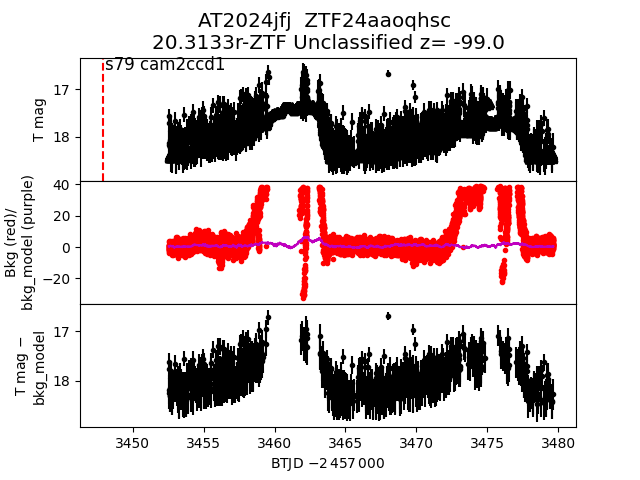 AT2024jfj  ZTF24aaoqhsc
20.3133r-ZTF Unclassified z= -99.0
s79 cam2ccd1
17
18
T mag
40
20
0
−20
Bkg (red)/
bkg_model (purple)
17
18
T mag −
bkg_model
3450 3455 3460 3465 3470 3475 3480
BTJD −2 457 000